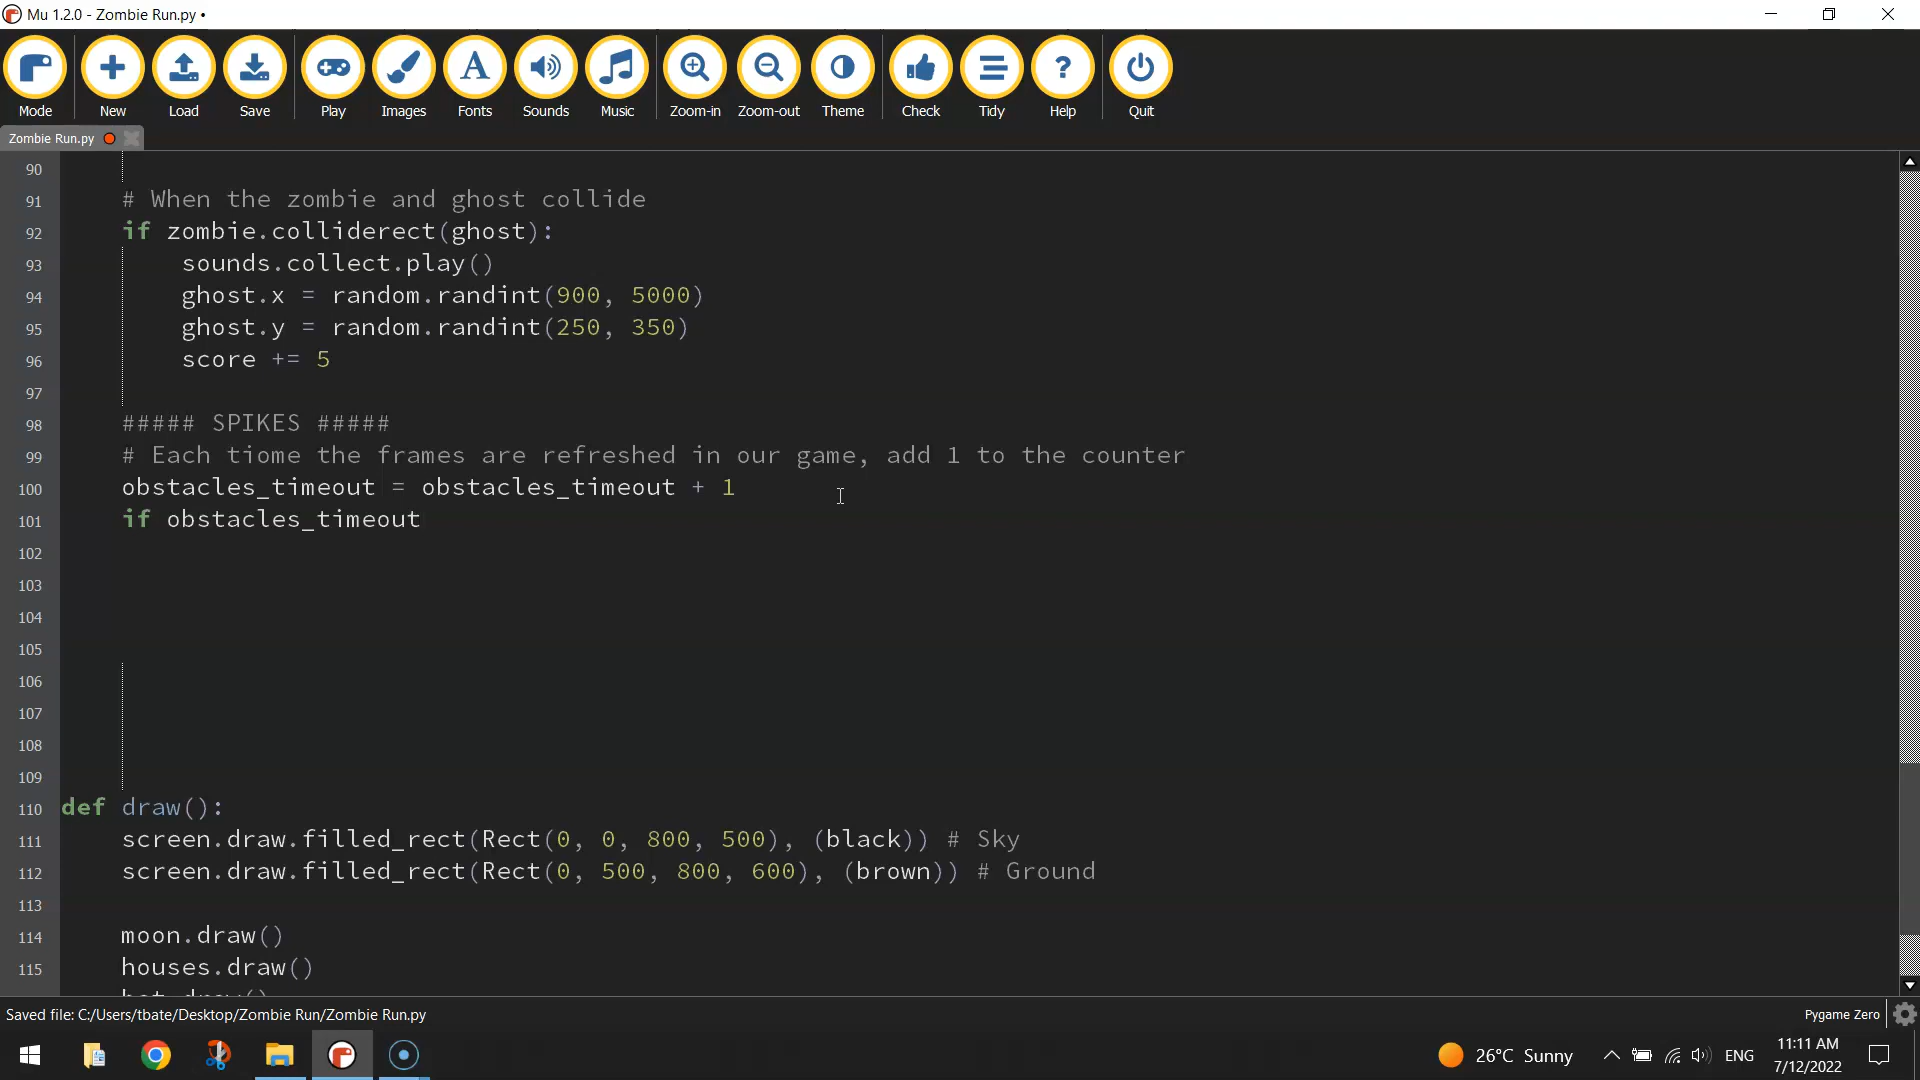 Mu 1.2.0 - Zombie Run.py •
Mode New Load Save Play Images Fonts Sounds Music Zoom-in Zoom-out Theme Check Tidy Help Quit
Zombie Run.py
90
91 # When the zombie and ghost collide
92 if zombie.colliderect(ghost):
93 sounds.collect.play()
94 ghost.x = random.randint(900, 5000)
95 ghost.y = random.randint(250, 350)
96 score += 5
97
98 ##### SPIKES #####
99 # Each tiome the frames are refreshed in our game, add 1 to the counter
100 obstacles_timeout = obstacles_timeout + 1
101 if obstacles_timeout
102
103
104
105
106
107
108
109
110 def draw():
111 screen.draw.filled_rect(Rect(0, 0, 800, 500), (black)) # Sky
112 screen.draw.filled_rect(Rect(0, 500, 800, 600), (brown)) # Ground
113
114 moon.draw()
115 houses.draw()
Saved file: C:/Users/tbate/Desktop/Zombie Run/Zombie Run.py
Pygame Zero
26°C Sunny
ENG
11:11 AM
7/12/2022